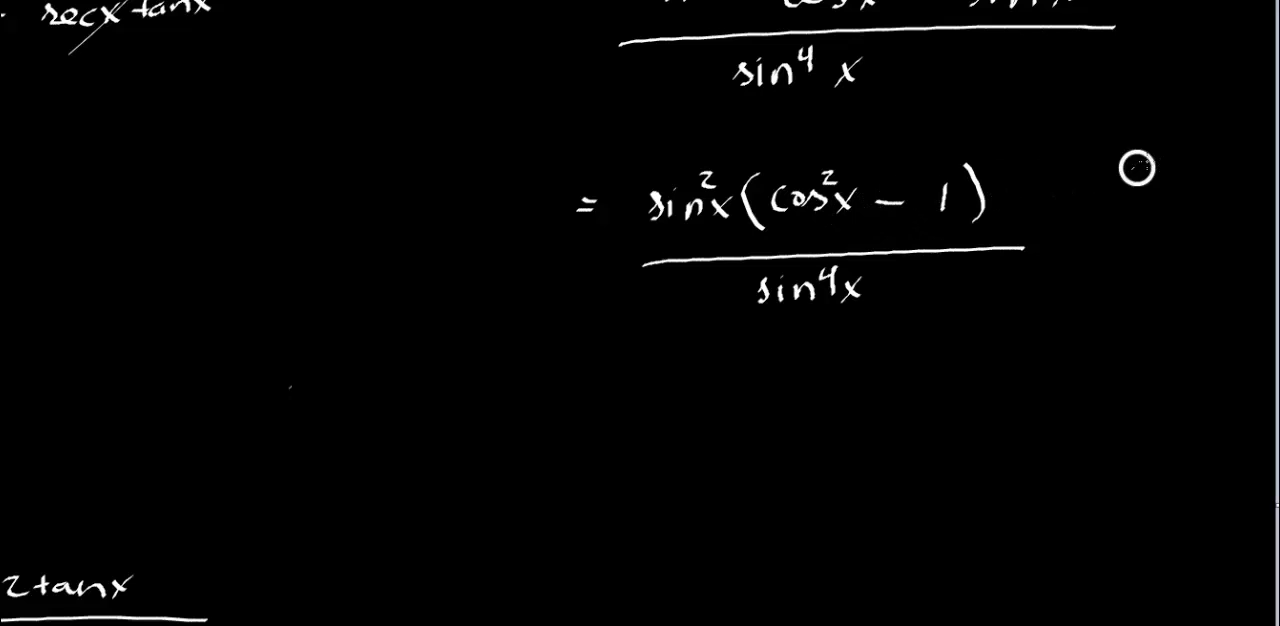 secx tanx
sin⁴ x
= sin²x(cos²x − 1)
sin⁴x
2tanx